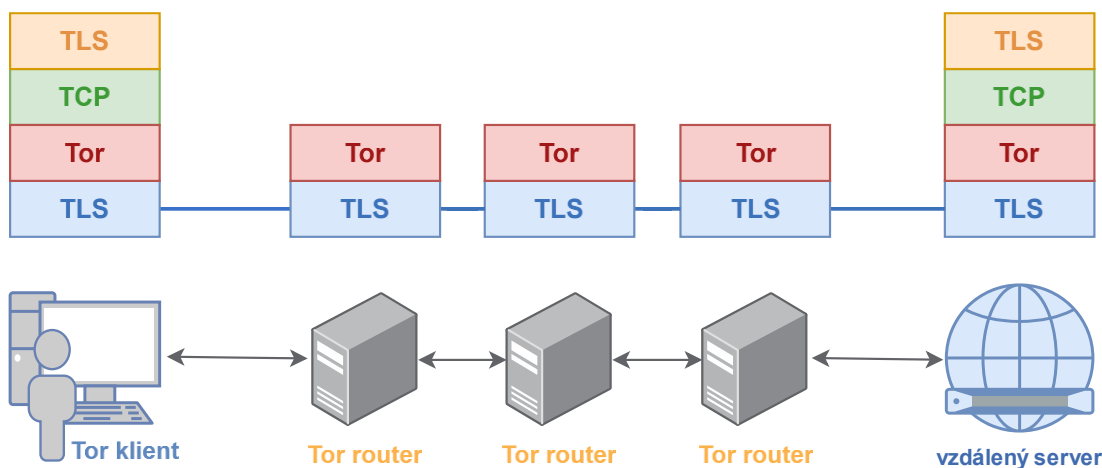 TLS TLS
TCP TCP
Tor Tor Tor Tor Tor
TLS TLS TLS TLS TLS
Tor klient Tor router Tor router Tor router vzdálený server